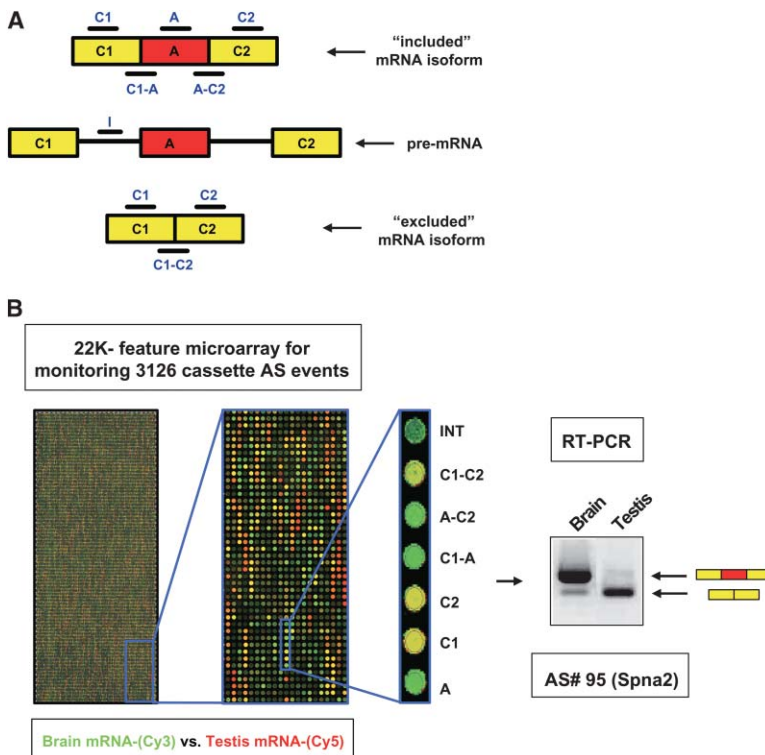 A
C1 A C2
C1 A C2
C1-A A-C2
“included”
mRNA isoform
I
C1 A C2
pre-mRNA
C1 C2
C1 C2
C1-C2
“excluded”
mRNA isoform
B
22K- feature microarray for
monitoring 3126 cassette AS events
INT
C1-C2
A-C2
C1-A
C2
C1
A
RT-PCR
Brain Testis
AS# 95 (Spna2)
Brain mRNA-(Cy3) vs. Testis mRNA-(Cy5)